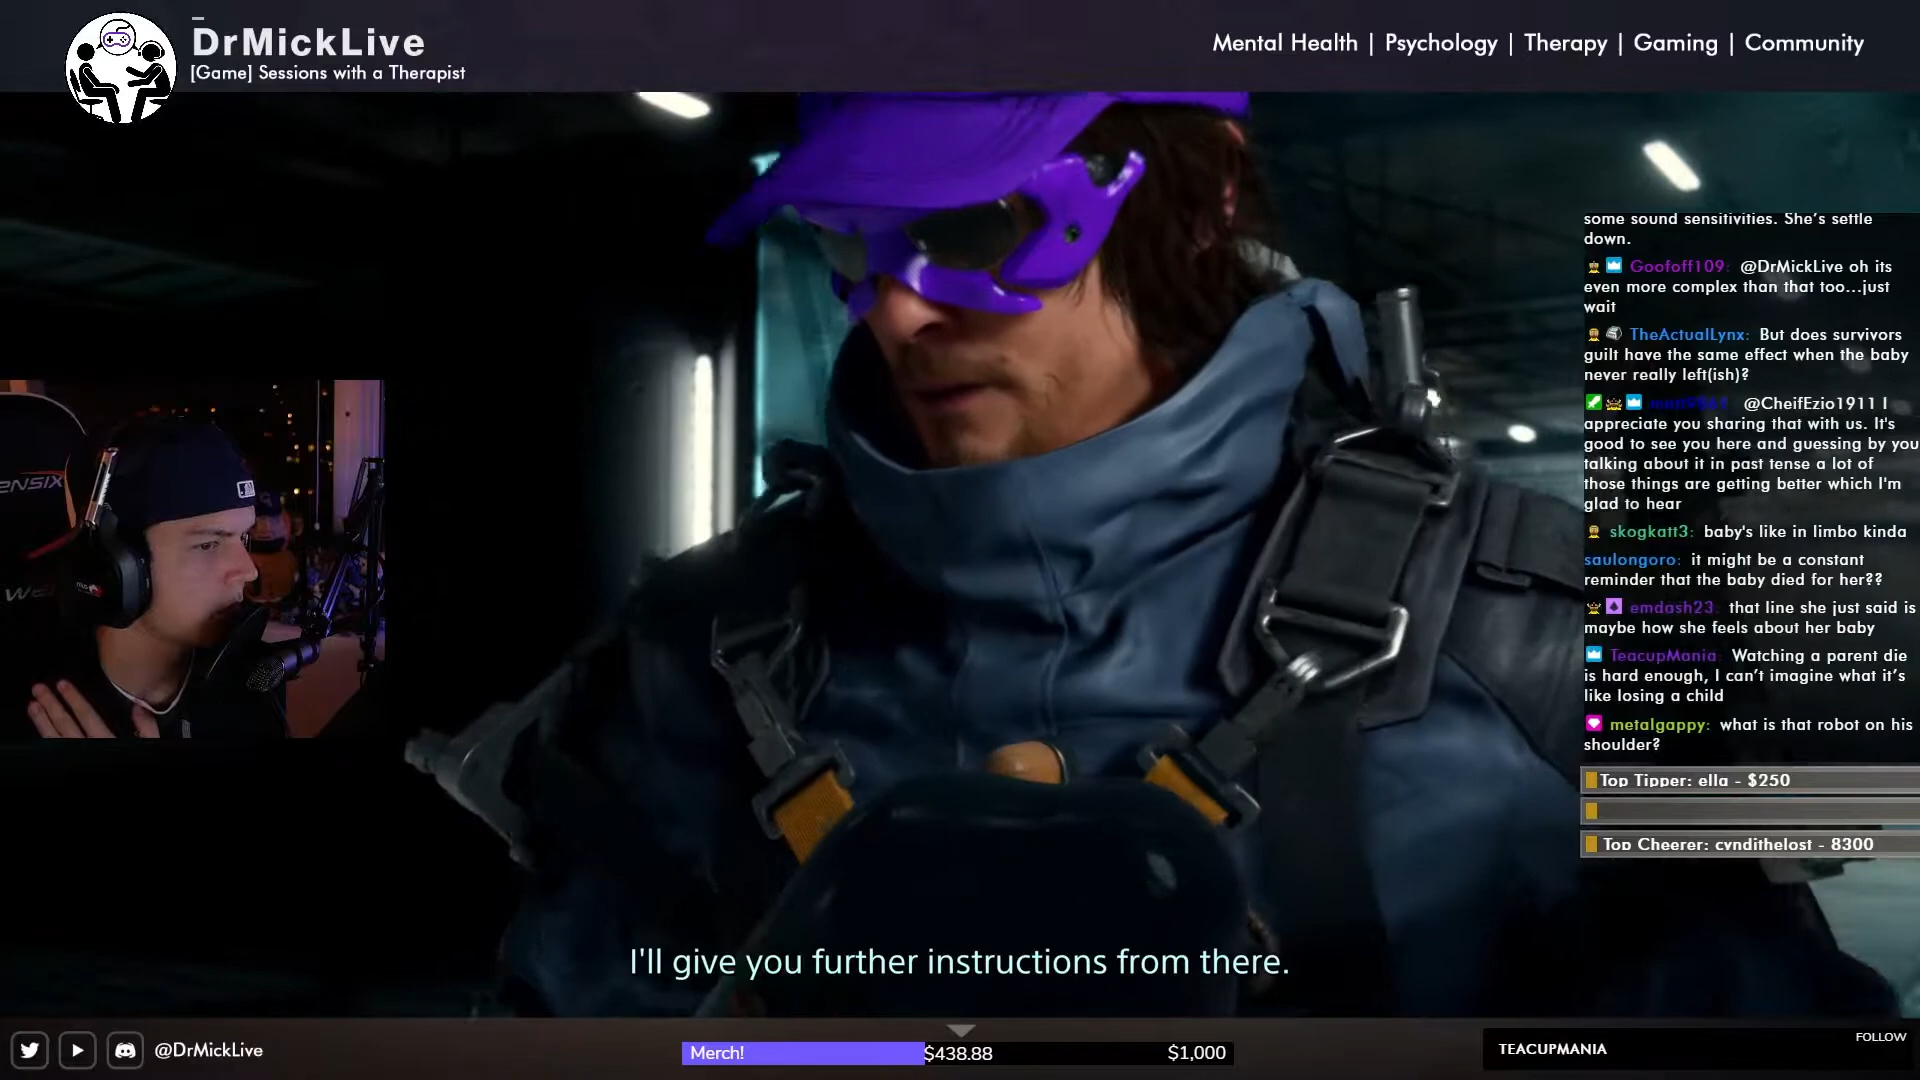 DrMickLive
[Game] Sessions with a Therapist
Mental Health | Psychology | Therapy | Gaming | Community
some sound sensitivities. She's settle
down.
Goofoff109: @DrMickLive oh its
even more complex than that too...just
wait
TheActualLynx: But does survivors
guilt have the same effect when the baby
never really left(ish)?
@CheifEzio1911 I
appreciate you sharing that with us. It's
good to see you here and guessing by you
talking about it in past tense a lot of
those things are getting better which I'm
glad to hear
skogkatt3: baby's like in limbo kinda
saulongoro: it might be a constant
reminder that the baby died for her??
emdash23: that line she just said is
maybe how she feels about her baby
TeacupMania: Watching a parent die
is hard enough, I can't imagine what it's
like losing a child
metalgappy: what is that robot on his
shoulder?
Top Tipper: ella - $250
Top Cheerer: cyndithelost - 8300
I'll give you further instructions from there.
@DrMickLive
Merch!
$438.88
$1,000
TEACUPMANIA
FOLLOW